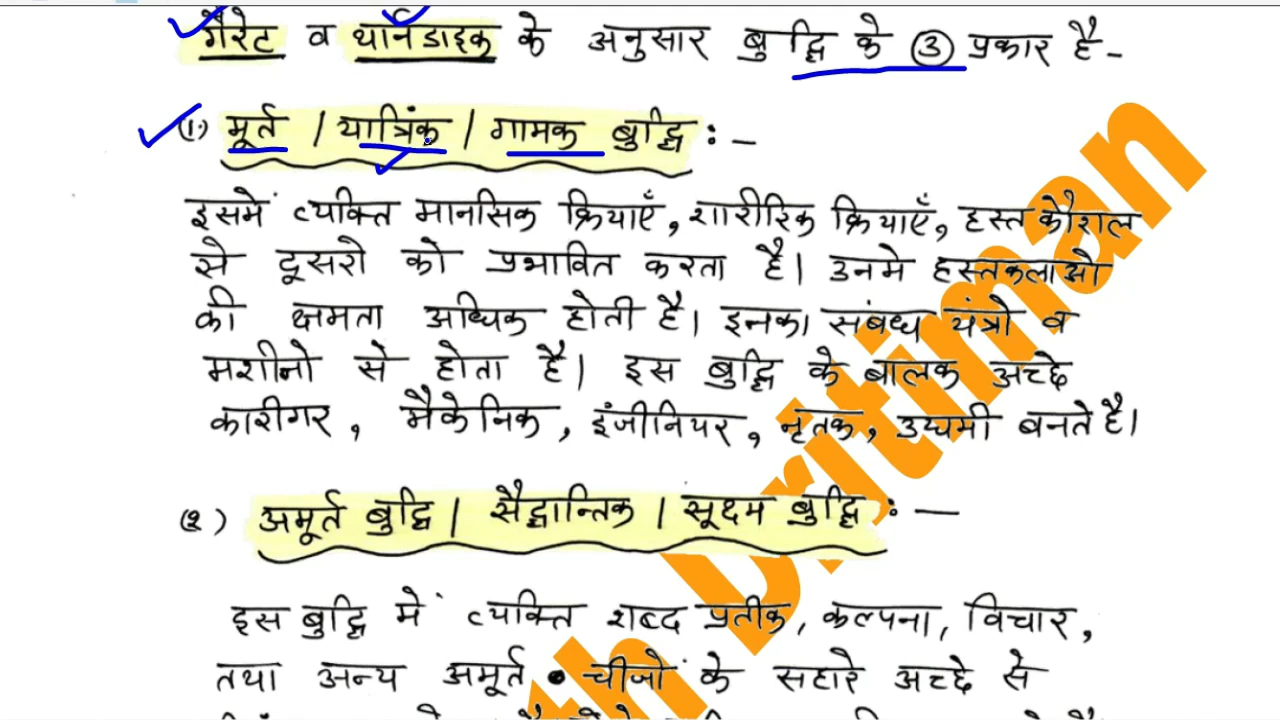 गैरेट व थार्नडाइक के अनुसार बुद्धि के ③ प्रकार है-
(1.) मूर्त / यात्रिंक / गामक बुद्धि : —
इसमें व्यक्ति मानसिक क्रियाएँ, शारीरिक क्रियाएँ, हस्त कौशल
से दूसरो को प्रभावित करता है। उनमे हस्तकलाओ
की क्षमता अधिक होती है। इनका संबंध यंत्रो व
मशीनो से होता है। इस बुद्धि के बालक अच्छे
कारीगर, मैकेनिक, इंजीनियर, नृतक, उद्यमी बनते है।
(2) अमूर्त बुद्धि / सैद्धान्तिक / सूक्ष्म बुद्धि : —
इस बुद्धि में व्यक्ति शब्द प्रतीक, कल्पना, विचार,
तथा अन्य अमूर्त चीजों के सहारे अच्छे से